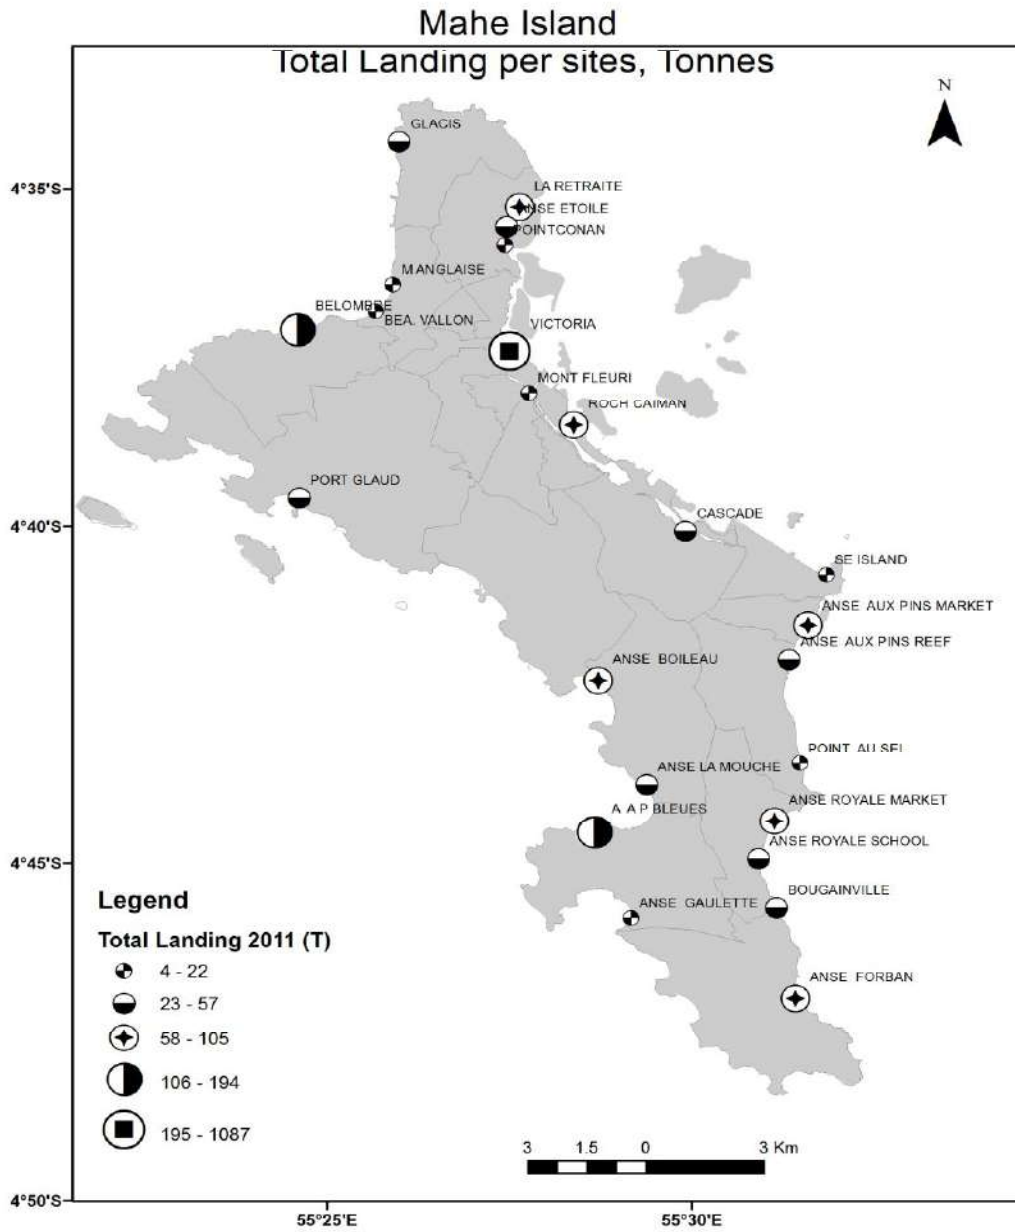 Mahe Island
Total Landing per sites, Tonnes
N
GLACIS
4°35'S
LA RETRAITE
ANSE ETOILE
POINTCONAN
M ANGLAISE
BELOMBRE
BEA. VALLON
VICTORIA
MONT FLEURI
ROCH CAIMAN
PORT GLAUD
4°40'S
CASCADE
SE ISLAND
ANSE AUX PINS MARKET
ANSE AUX PINS REEF
ANSE BOILEAU
POINT AU SEL
ANSE LA MOUCHE
ANSE ROYALE MARKET
A A P BLEUES
ANSE ROYALE SCHOOL
4°45'S
BOUGAINVILLE
ANSE GAULETTE
ANSE FORBAN
Legend
Total Landing 2011 (T)
4 - 22
23 - 57
58 - 105
106 - 194
195 - 1087
3 1.5 0 3 Km
4°50'S
55°25'E 55°30'E